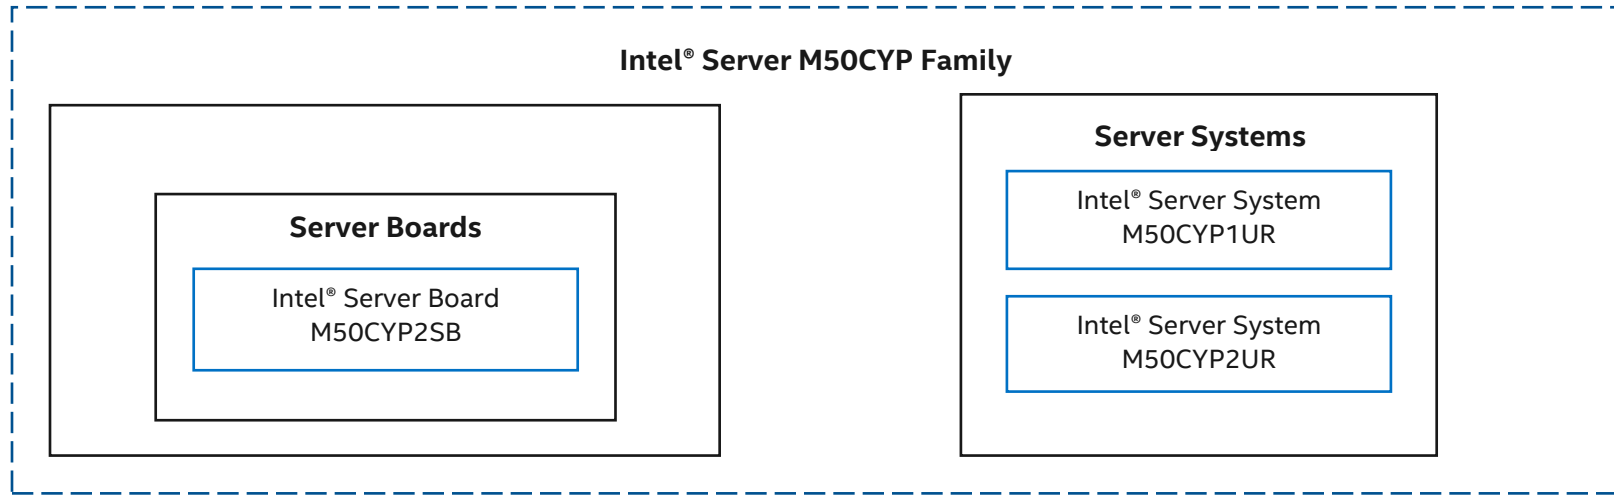 Intel® Server M50CYP Family
Server Boards
Intel® Server Board
M50CYP2SB
Server Systems
Intel® Server System
M50CYP1UR
Intel® Server System
M50CYP2UR